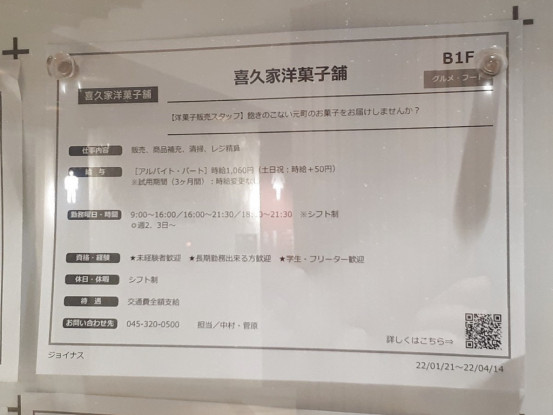 喜久家洋菓子舗
B1F
グルメ・フード
喜久家洋菓子舗
【洋菓子販売スタッフ】飽きのこない元町のお菓子をお届けしませんか？
仕事内容 販売、商品補充、清掃、レジ精算
給与 ［アルバイト・パート］時給1,060円（土日祝：時給＋50円）
※試用期間（3ヶ月間）：時給変更なし
勤務曜日・時間 9:00～16:00／16:00～21:30／16:30～21:30 ※シフト制
週2、3日～
資格・経験 ★未経験者歓迎 ★長期勤務出来る方歓迎 ★学生・フリーター歓迎
休日・休暇 シフト制
待遇 交通費全額支給
お問い合わせ先 045-320-0500 担当／中村・菅原
詳しくはこちら⇒
ジョイナス
22/01/21～22/04/14